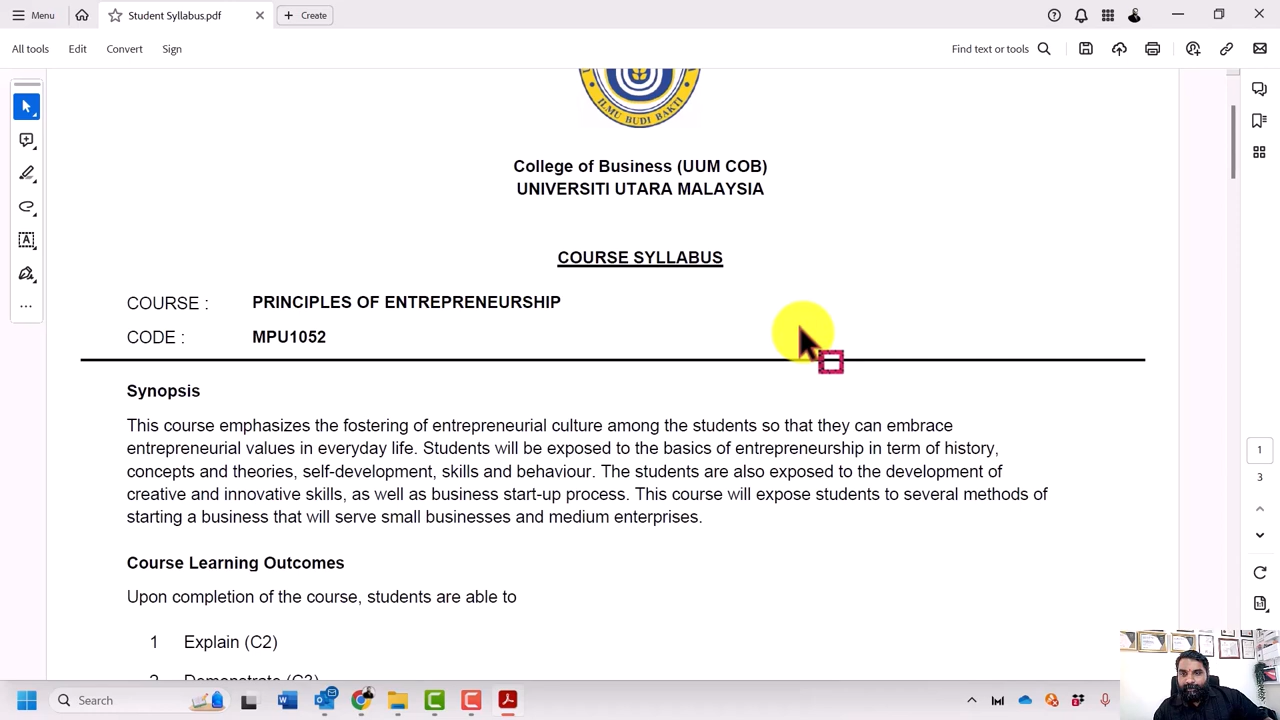 Menu
Student Syllabus.pdf
Create
All tools
Edit
Convert
Sign
Find text or tools
ILMU BUDI BAKTI
College of Business (UUM COB)
UNIVERSITI UTARA MALAYSIA
COURSE SYLLABUS
COURSE : PRINCIPLES OF ENTREPRENEURSHIP
CODE : MPU1052
Synopsis
This course emphasizes the fostering of entrepreneurial culture among the students so that they can embrace
entrepreneurial values in everyday life. Students will be exposed to the basics of entrepreneurship in term of history,
concepts and theories, self-development, skills and behaviour. The students are also exposed to the development of
creative and innovative skills, as well as business start-up process. This course will expose students to several methods of
starting a business that will serve small businesses and medium enterprises.
Course Learning Outcomes
Upon completion of the course, students are able to
1 Explain (C2)
2 Demonstrate (C3)
1
3
Search